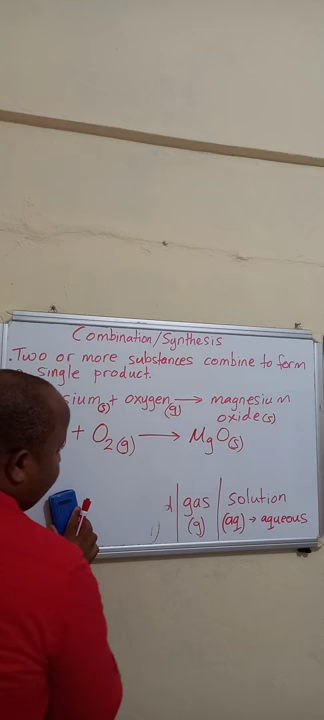 Combination/Synthesis
.Two or more substances combine to form
single product.
sium(s) + oxygen(g) → magnesium
oxide(s)
+ O2(g) → MgO(s)
gas | solution
(g) | (aq) → aqueous